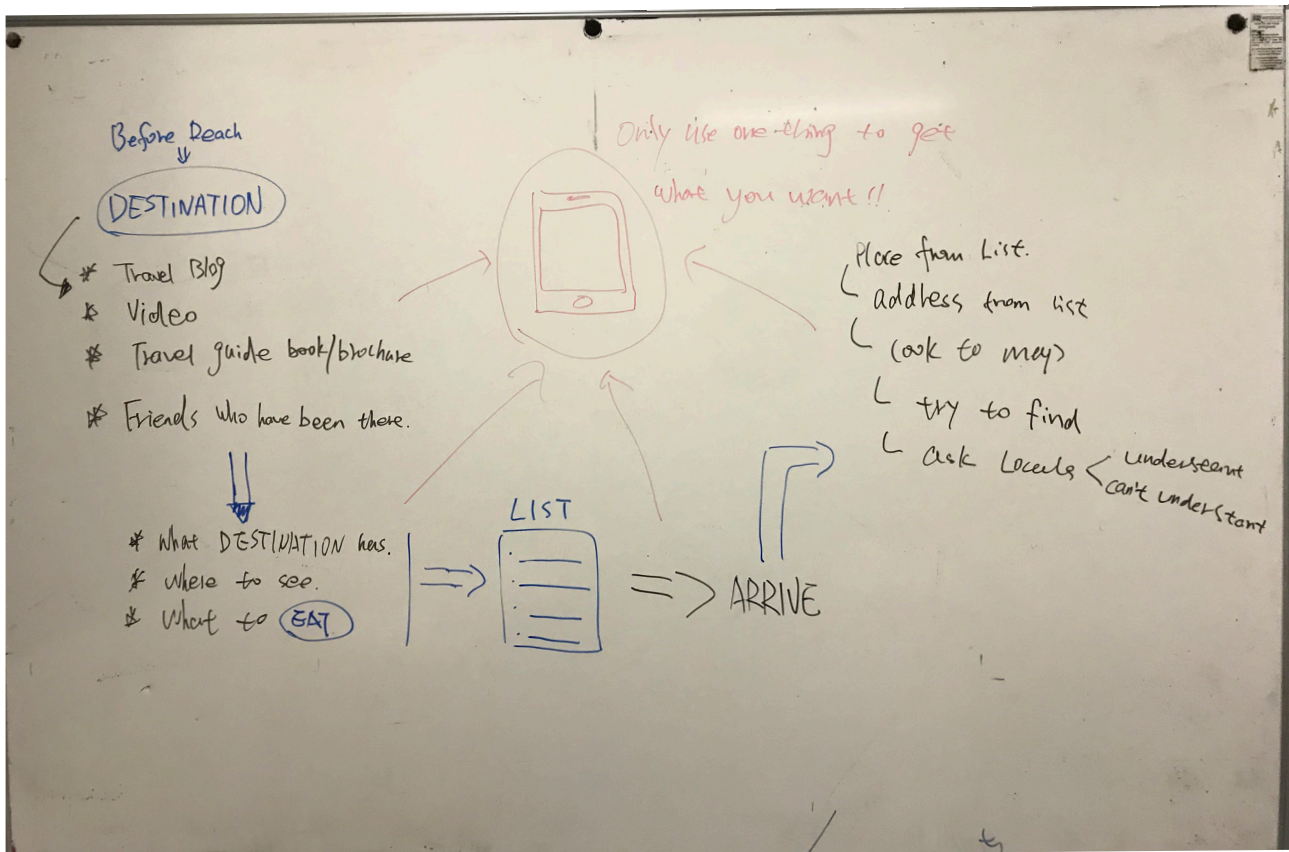 Before Reach
DESTINATION
* Travel Blog
* Video
* Travel guide book/brochure
* Friends who have been there.
* What DESTINATION has.
* Where to see.
* What to EAT
LIST
ARRIVE
Only use one thing to get
what you want!!
Place from List.
address from list
look to map
try to find
ask Locals
understant
can't understant